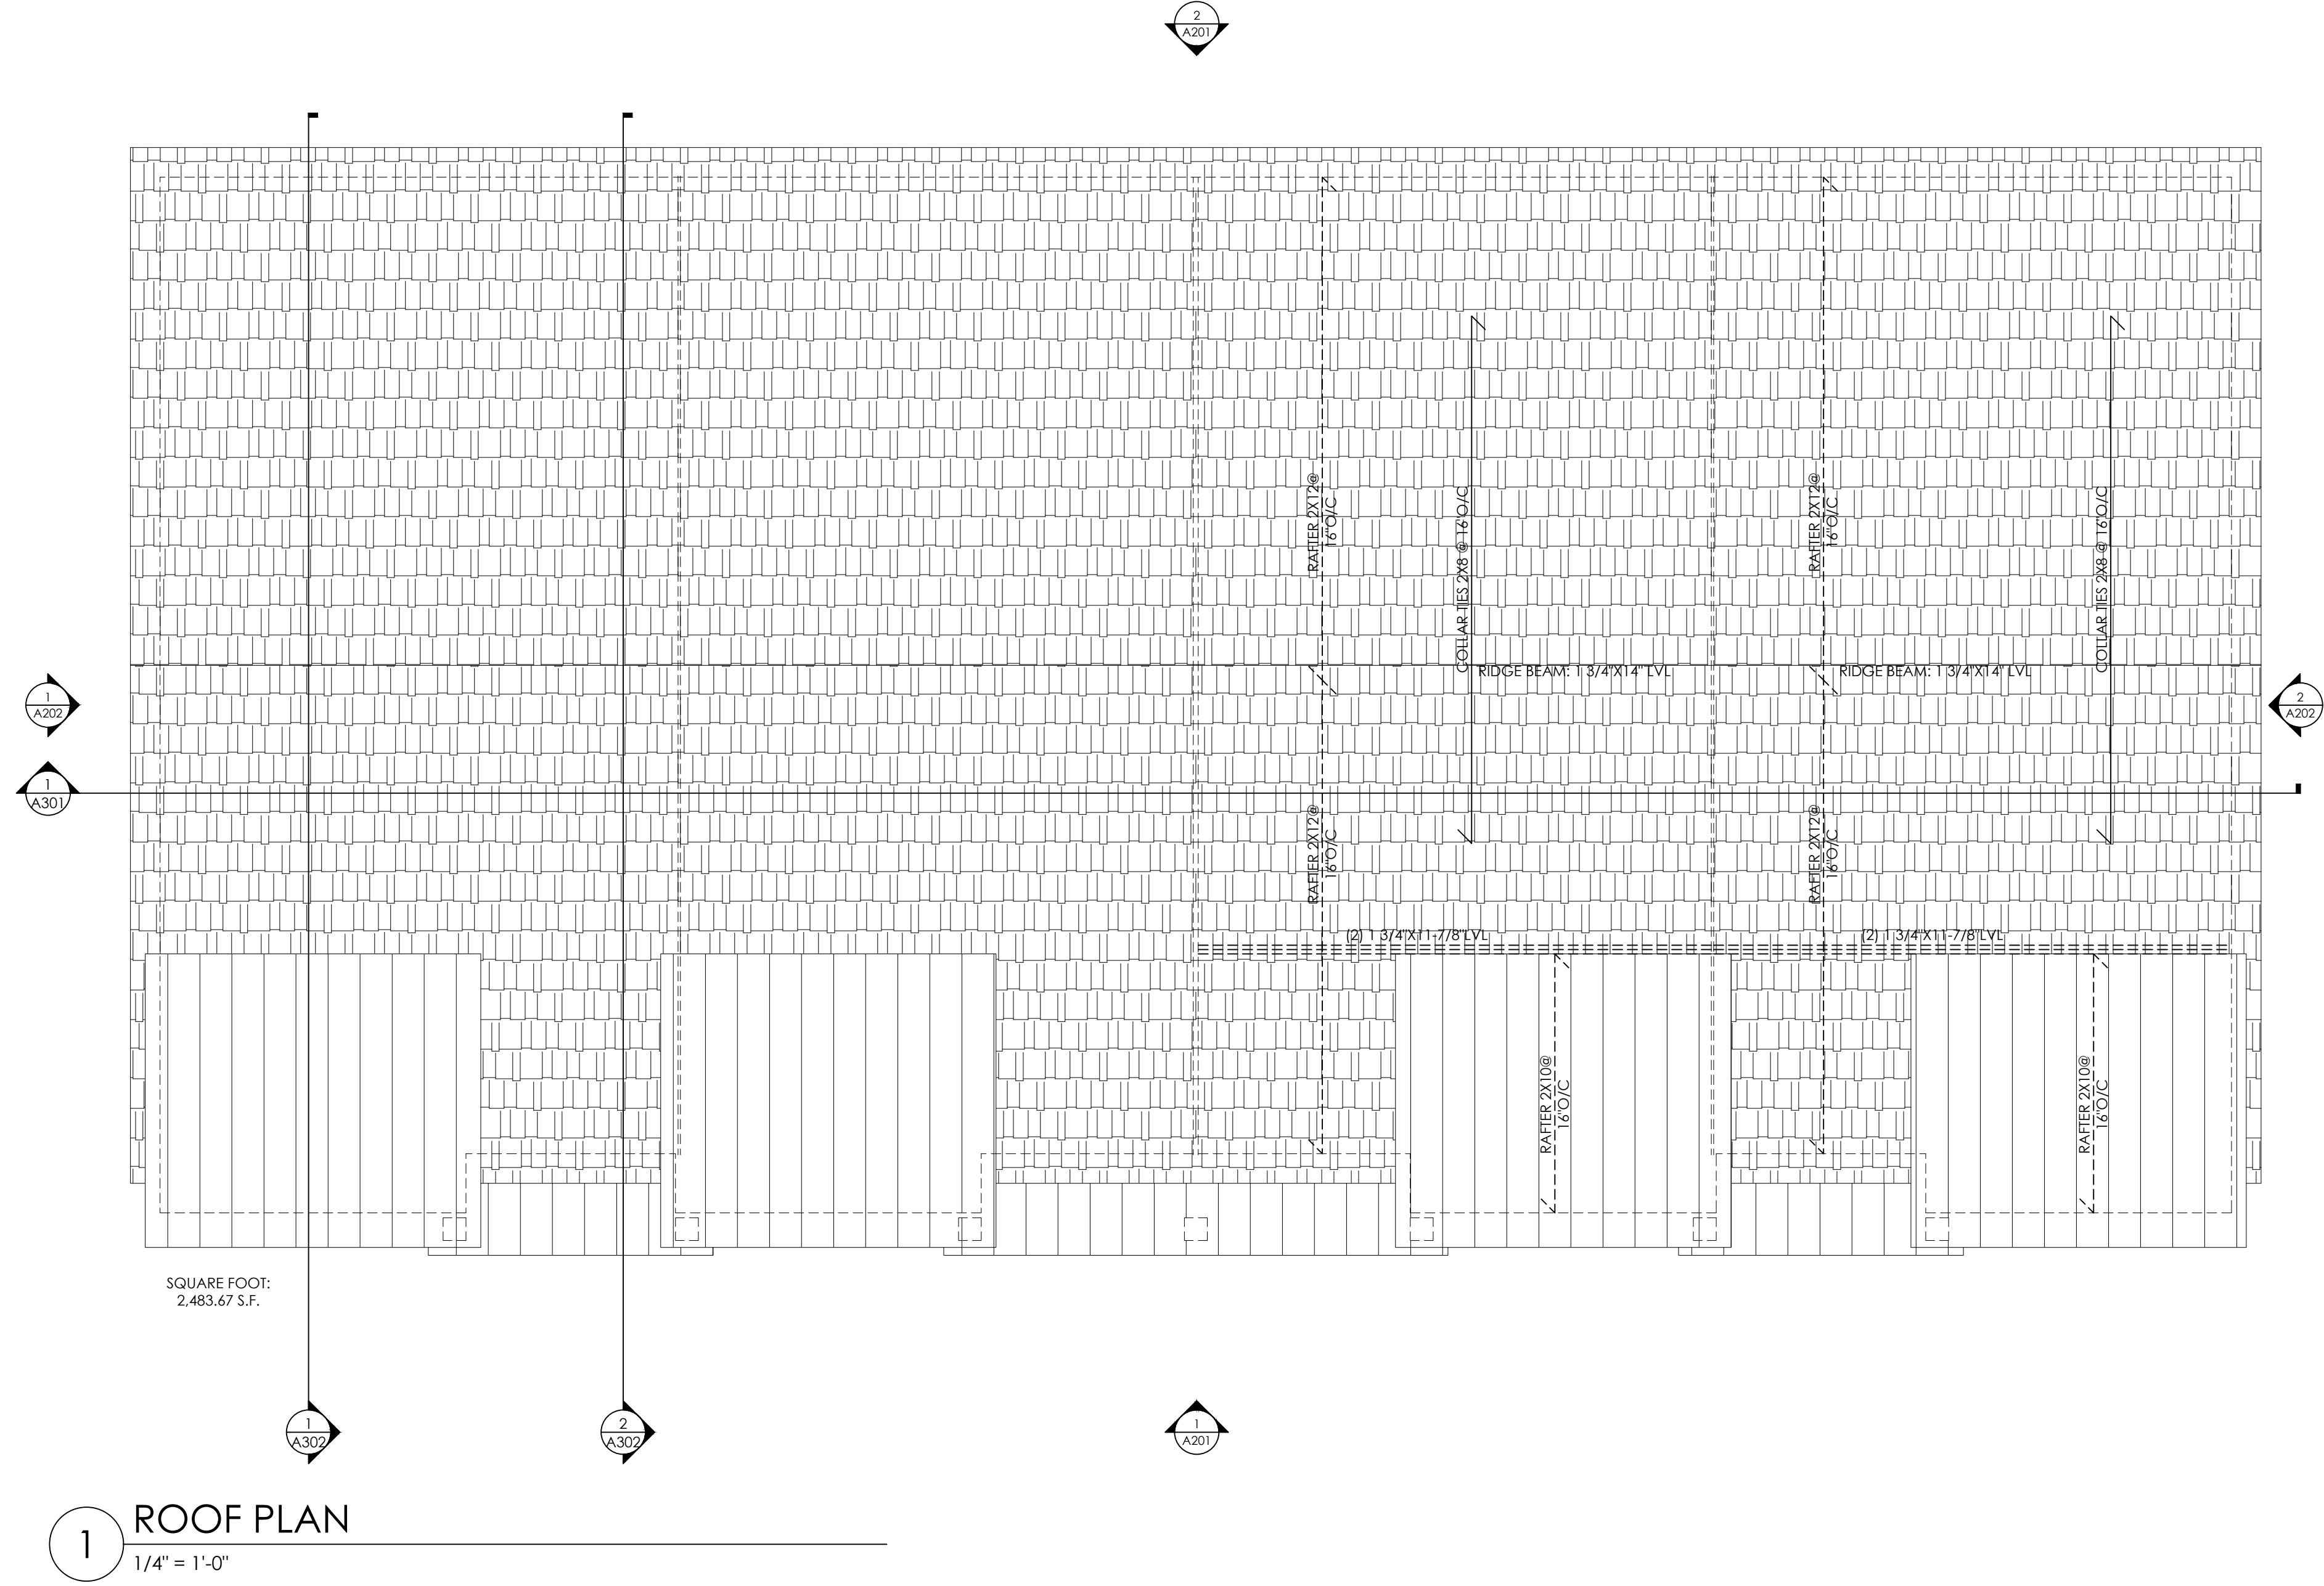 2
A201
RAFTER 2X12@
16"O/C
COLLAR TIES 2X8 @ 16"O/C
RAFTER 2X12@
16"O/C
COLLAR TIES 2X8 @ 16"O/C
RIDGE BEAM: 1 3/4"X14" LVL
RIDGE BEAM: 1 3/4"X14" LVL
1
A202
2
A202
1
A301
RAFTER 2X12@
16"O/C
RAFTER 2X12@
16"O/C
(2) 1 3/4"X11-7/8"LVL
(2) 1 3/4"X11-7/8"LVL
RAFTER 2X10@
16"O/C
RAFTER 2X10@
16"O/C
SQUARE FOOT:
2,483.67 S.F.
1
A302
2
A302
1
A201
1
ROOF PLAN
1/4" = 1'-0"